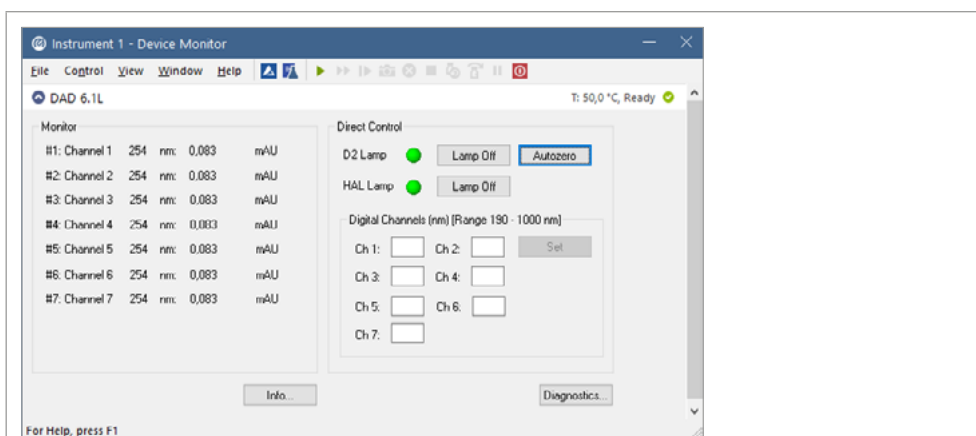 Instrument 1 - Device Monitor
File Control View Window Help
DAD 6.1L T: 50,0 °C, Ready
Monitor
#1: Channel 1 254 nm: 0,083 mAU
#2: Channel 2 254 nm: 0,083 mAU
#3: Channel 3 254 nm: 0,083 mAU
#4: Channel 4 254 nm: 0,083 mAU
#5: Channel 5 254 nm: 0.083 mAU
#6: Channel 6 254 nm: 0,083 mAU
#7: Channel 7 254 nm: 0,083 mAU
Direct Control
D2 Lamp Lamp Off Autozero
HAL Lamp Lamp Off
Digital Channels (nm) [Range 190 - 1000 nm]
Ch 1: Ch 2: Set
Ch 3: Ch 4:
Ch 5: Ch 6:
Ch 7:
Info... Diagnostics...
For Help, press F1